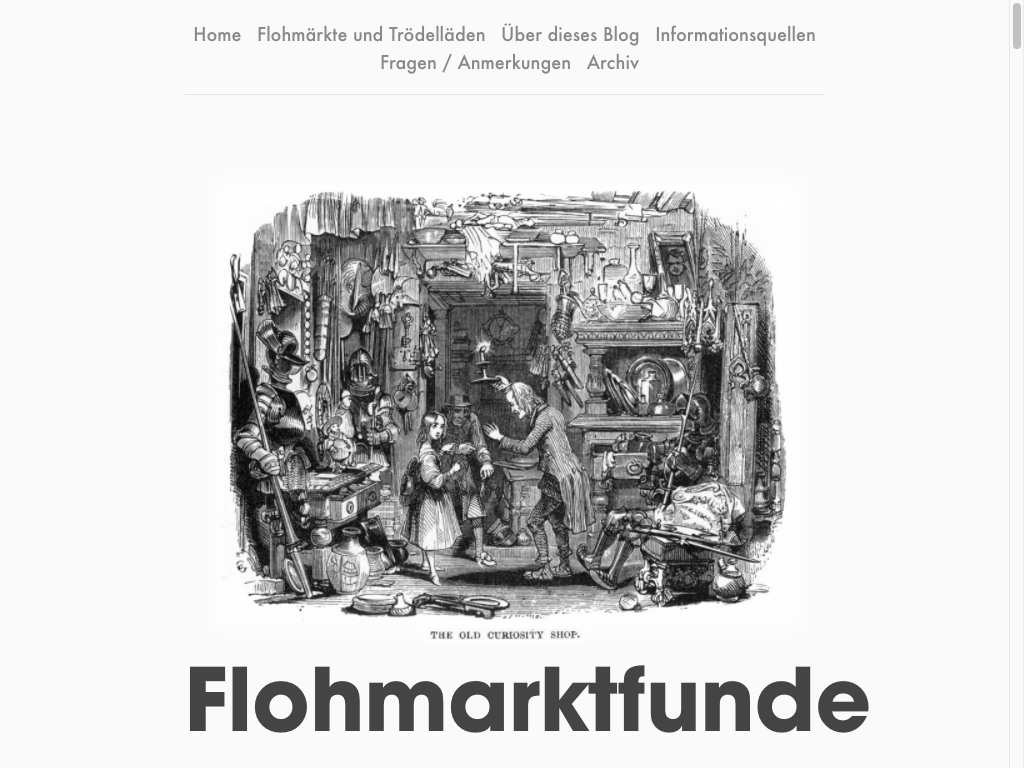 Home Flohmärkte und Trödelläden Über dieses Blog Informationsquellen
Fragen / Anmerkungen Archiv
THE OLD CURIOSITY SHOP.
Flohmarktfunde